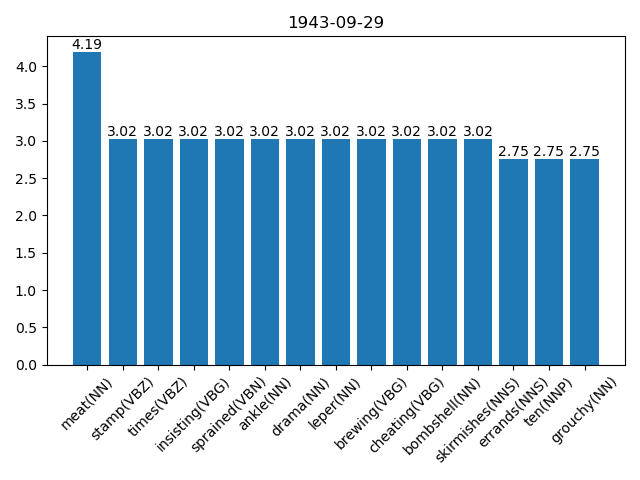 1943-09-29
4.19
3.02 3.02 3.02 3.02 3.02 3.02 3.02 3.02 3.02 3.02 3.02
2.75 2.75 2.75
4.0
3.5
3.0
2.5
2.0
1.5
1.0
0.5
0.0
meat(NN)
stamp(VBZ)
times(VBZ)
insisting(VBG)
sprained(VBN)
ankle(NN)
drama(NN)
leper(NN)
brewing(VBG)
cheating(VBG)
bombshell(NN)
skirmishes(NNS)
errands(NNS)
ten(NNP)
grouchy(NN)